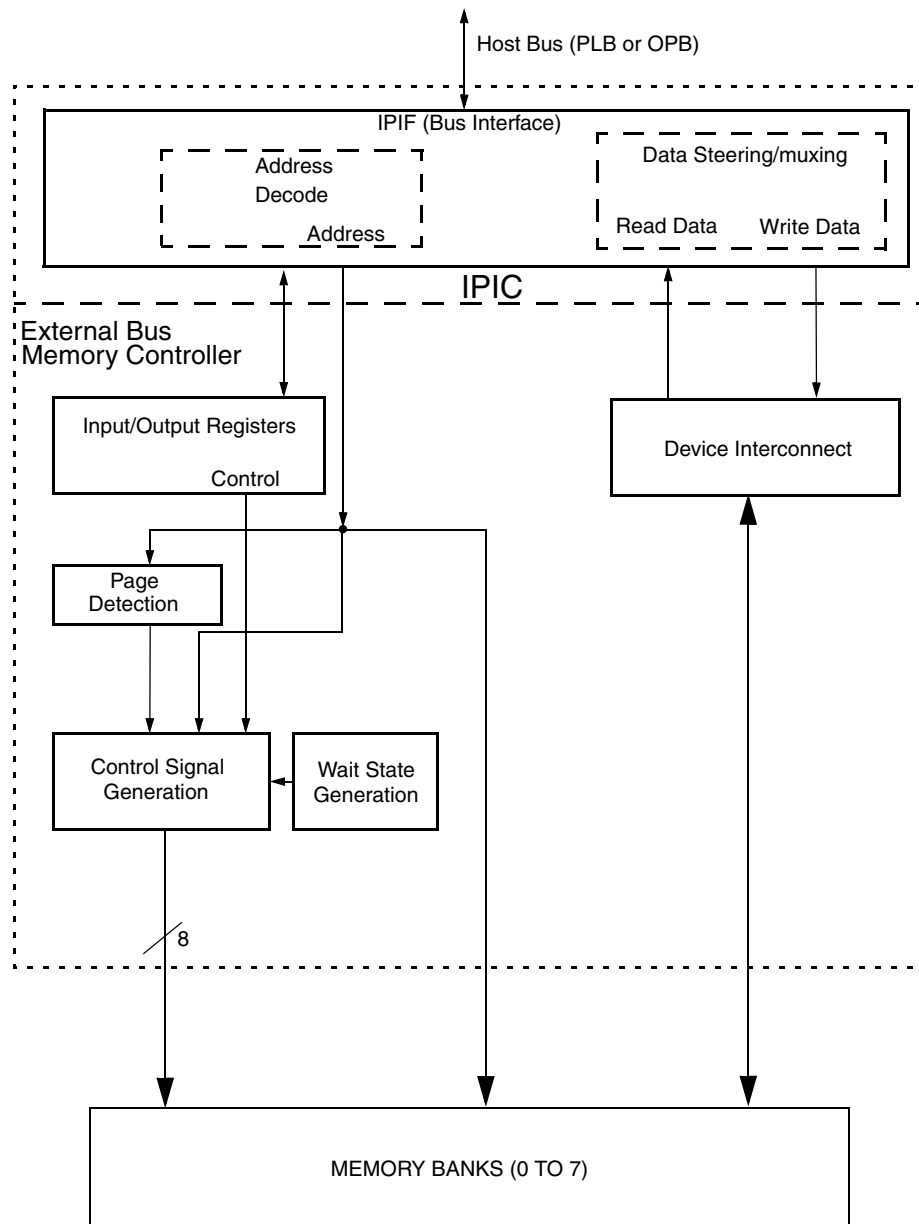 Host Bus (PLB or OPB)
IPIF (Bus Interface)
Address
Decode
Address
Data Steering/muxing
Read Data
Write Data
IPIC
External Bus
Memory Controller
Input/Output Registers
Control
Device Interconnect
Page
Detection
Control Signal
Generation
Wait State
Generation
8
MEMORY BANKS (0 TO 7)